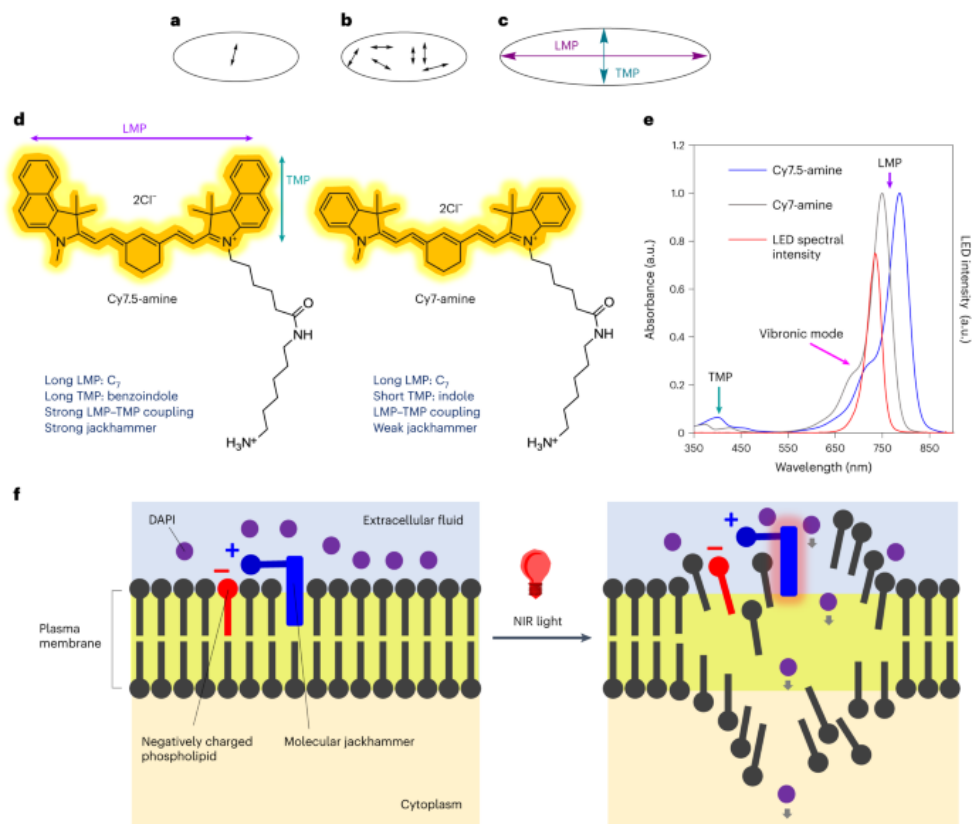 a
b
c
LMP
TMP
d
LMP
TMP
2Cl⁻
N
N⁺
Cy7.5-amine
O
NH
H₃N⁺
Long LMP: C₇
Long TMP: benzoindole
Strong LMP–TMP coupling
Strong jackhammer
2Cl⁻
N
N⁺
Cy7-amine
O
NH
H₃N⁺
Long LMP: C₇
Short TMP: indole
LMP–TMP coupling
Weak jackhammer
e
1.2
1.0
0.8
0.6
0.4
0.2
0
Absorbance (a.u.)
LED intensity (a.u.)
Cy7.5-amine
Cy7-amine
LED spectral
intensity
LMP
Vibronic mode
TMP
350 450 550 650 750 850
Wavelength (nm)
f
DAPI
Extracellular fluid
+
−
Plasma
membrane
Negatively charged
phospholipid
Molecular jackhammer
Cytoplasm
NIR light
+
−